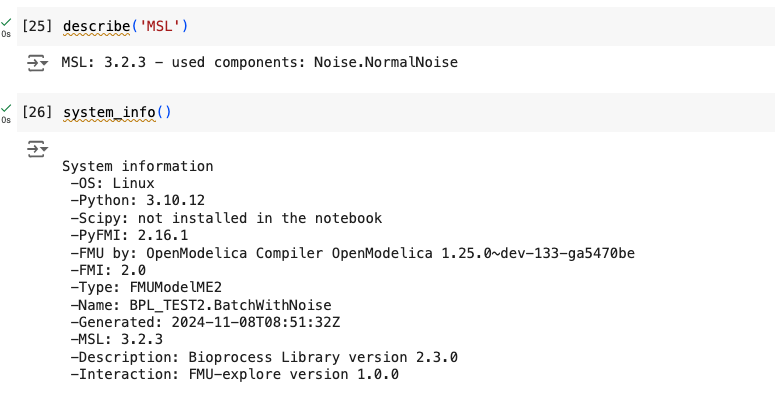 [25] describe('MSL')
0s
MSL: 3.2.3 - used components: Noise.NormalNoise
[26] system_info()
0s
System information
-OS: Linux
-Python: 3.10.12
-Scipy: not installed in the notebook
-PyFMI: 2.16.1
-FMU by: OpenModelica Compiler OpenModelica 1.25.0~dev-133-ga5470be
-FMI: 2.0
-Type: FMUModelME2
-Name: BPL_TEST2.BatchWithNoise
-Generated: 2024-11-08T08:51:32Z
-MSL: 3.2.3
-Description: Bioprocess Library version 2.3.0
-Interaction: FMU-explore version 1.0.0